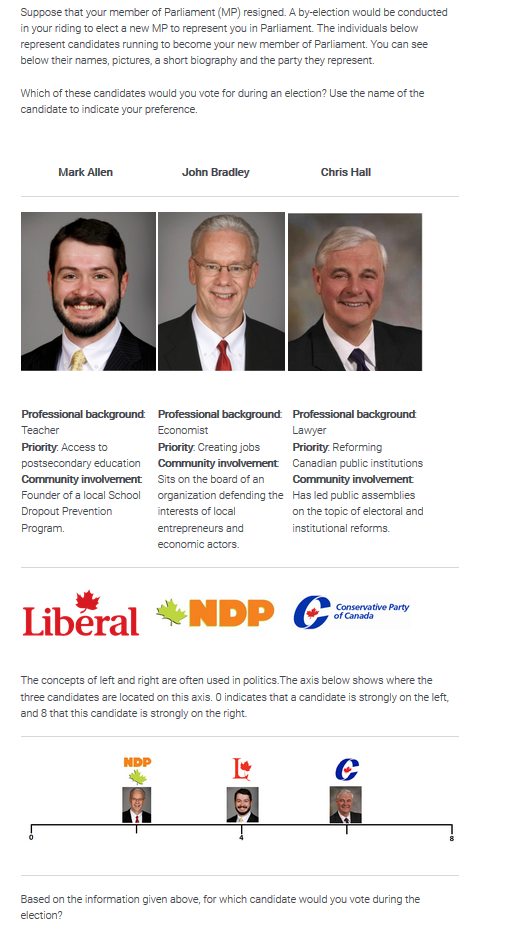 Suppose that your member of Parliament (MP) resigned. A by-election would be conducted
in your riding to elect a new MP to represent you in Parliament. The individuals below
represent candidates running to become your new member of Parliament. You can see
below their names, pictures, a short biography and the party they represent.
Which of these candidates would you vote for during an election? Use the name of the
candidate to indicate your preference.
Mark Allen
John Bradley
Chris Hall
Professional background:
Teacher
Priority: Access to
postsecondary education
Community involvement:
Founder of a local School
Dropout Prevention
Program.
Professional background:
Economist
Priority: Creating jobs
Community involvement:
Sits on the board of an
organization defending the
interests of local
entrepreneurs and
economic actors.
Professional background:
Lawyer
Priority: Reforming
Canadian public institutions
Community involvement:
Has led public assemblies
on the topic of electoral and
institutional reforms.
Liberal
NDP
Conservative Party
of Canada
The concepts of left and right are often used in politics.The axis below shows where the
three candidates are located on this axis. 0 indicates that a candidate is strongly on the left,
and 8 that this candidate is strongly on the right.
NDP
L
C
0
4
8
Based on the information given above, for which candidate would you vote during the
election?